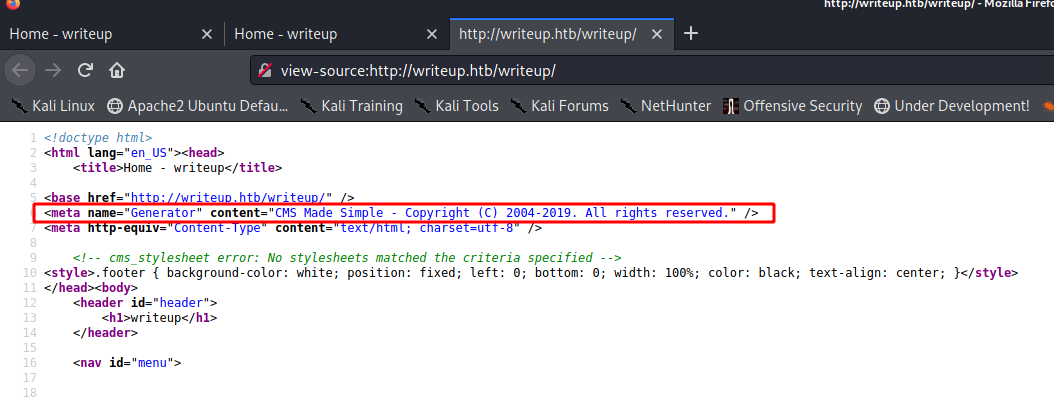 http://writeup.htb/writeup/ - Mozilla Firefo
Home - writeup
Home - writeup
http://writeup.htb/writeup/
view-source:http://writeup.htb/writeup/
Kali Linux Apache2 Ubuntu Defau... Kali Training Kali Tools Kali Forums NetHunter Offensive Security Under Development!
1 <!doctype html>
2 <html lang="en_US"><head>
3 <title>Home - writeup</title>
4
5 <base href="http://writeup.htb/writeup/" />
<meta name="Generator" content="CMS Made Simple - Copyright (C) 2004-2019. All rights reserved." />
7 <meta http-equiv="Content-Type" content="text/html; charset=utf-8" />
8
9 <!-- cms_stylesheet error: No stylesheets matched the criteria specified -->
10 <style>.footer { background-color: white; position: fixed; left: 0; bottom: 0; width: 100%; color: black; text-align: center; }</style>
11 </head><body>
12 <header id="header">
13 <h1>writeup</h1>
14 </header>
15
16 <nav id="menu">
17
18